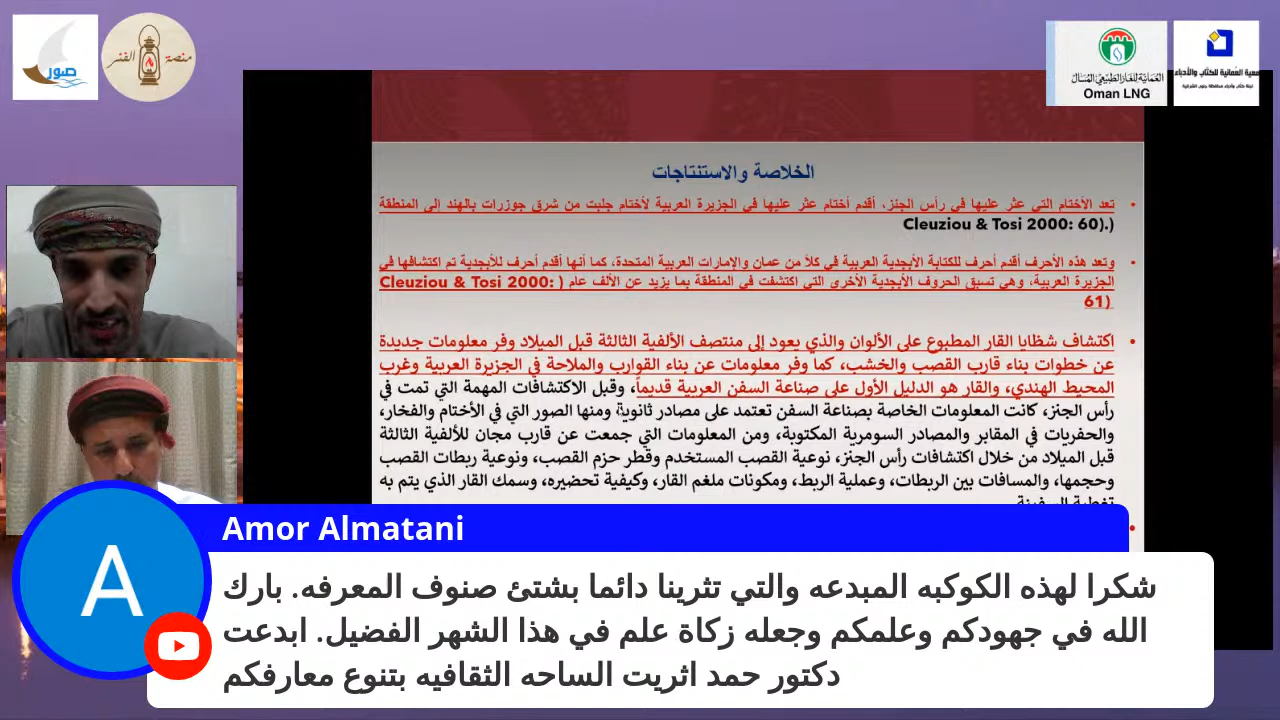 صور
منصة الفنر
العمانية للغاز الطبيعي المسال
Oman LNG
الخلاصة والاستنتاجات
• تعد الأختام التي عثر عليها في رأس الجنز، أقدم أختام عثر عليها في الجزيرة العربية لأختام جلبت من شرق جوزرات بالهند إلى المنطقة
Cleuziou & Tosi 2000: 60).)
• وتعد هذه الأحرف أقدم أحرف للكتابة الأبجدية العربية في كلاً من عمان والإمارات العربية المتحدة، كما أنها أقدم أحرف للأبجدية تم اكتشافها في
الجزيرة العربية، وهي تسبق الحروف الأبجدية الأخرى التي اكتشفت في المنطقة بما يزيد عن الألف عام ( Cleuziou & Tosi 2000:
61)
• اكتشاف شظايا القار المطبوع على الألوان والذي يعود إلى منتصف الألفية الثالثة قبل الميلاد وفر معلومات جديدة
عن خطوات بناء قارب القصب والخشب، كما وفر معلومات عن بناء القوارب والملاحة في الجزيرة العربية وغرب
المحيط الهندي، والقار هو الدليل الأول على صناعة السفن العربية قديماً، وقبل الاكتشافات المهمة التي تمت في
رأس الجنز، كانت المعلومات الخاصة بصناعة السفن تعتمد على مصادر ثانوية ومنها الصور التي في الأختام والفخار،
والحفريات في المقابر والمصادر السومرية المكتوبة، ومن المعلومات التي جمعت عن قارب مجان للألفية الثالثة
قبل الميلاد من خلال اكتشافات رأس الجنز، نوعية القصب المستخدم وقطر حزم القصب، ونوعية ربطات القصب
وحجمها، والمسافات بين الربطات، وعملية الربط، ومكونات ملغم القار، وكيفية تحضيره، وسمك القار الذي يتم به
Amor Almatani
A
شكرا لهذه الكوكبه المبدعه والتي تثرينا دائما بشتئ صنوف المعرفه. بارك
الله في جهودكم وعلمكم وجعله زكاة علم في هذا الشهر الفضيل. ابدعت
دكتور حمد اثريت الساحه الثقافيه بتنوع معارفكم